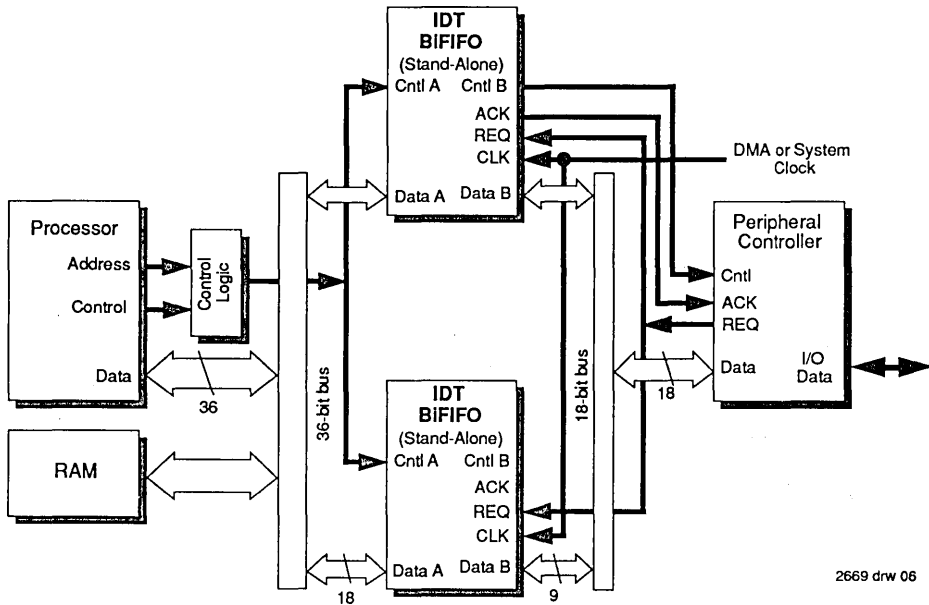 IDT
BiFIFO
(Stand-Alone)
Cntl A Cntl B
ACK
REQ
CLK
Data A Data B
DMA or System
Clock
Processor
Address
Control
Data
Control
Logic
36
RAM
36-bit bus
18-bit bus
Peripheral
Controller
Cntl
ACK
REQ
Data
I/O
Data
18
IDT
BiFIFO
(Stand-Alone)
Cntl A Cntl B
ACK
REQ
CLK
Data A Data B
18
9
2669 drw 06